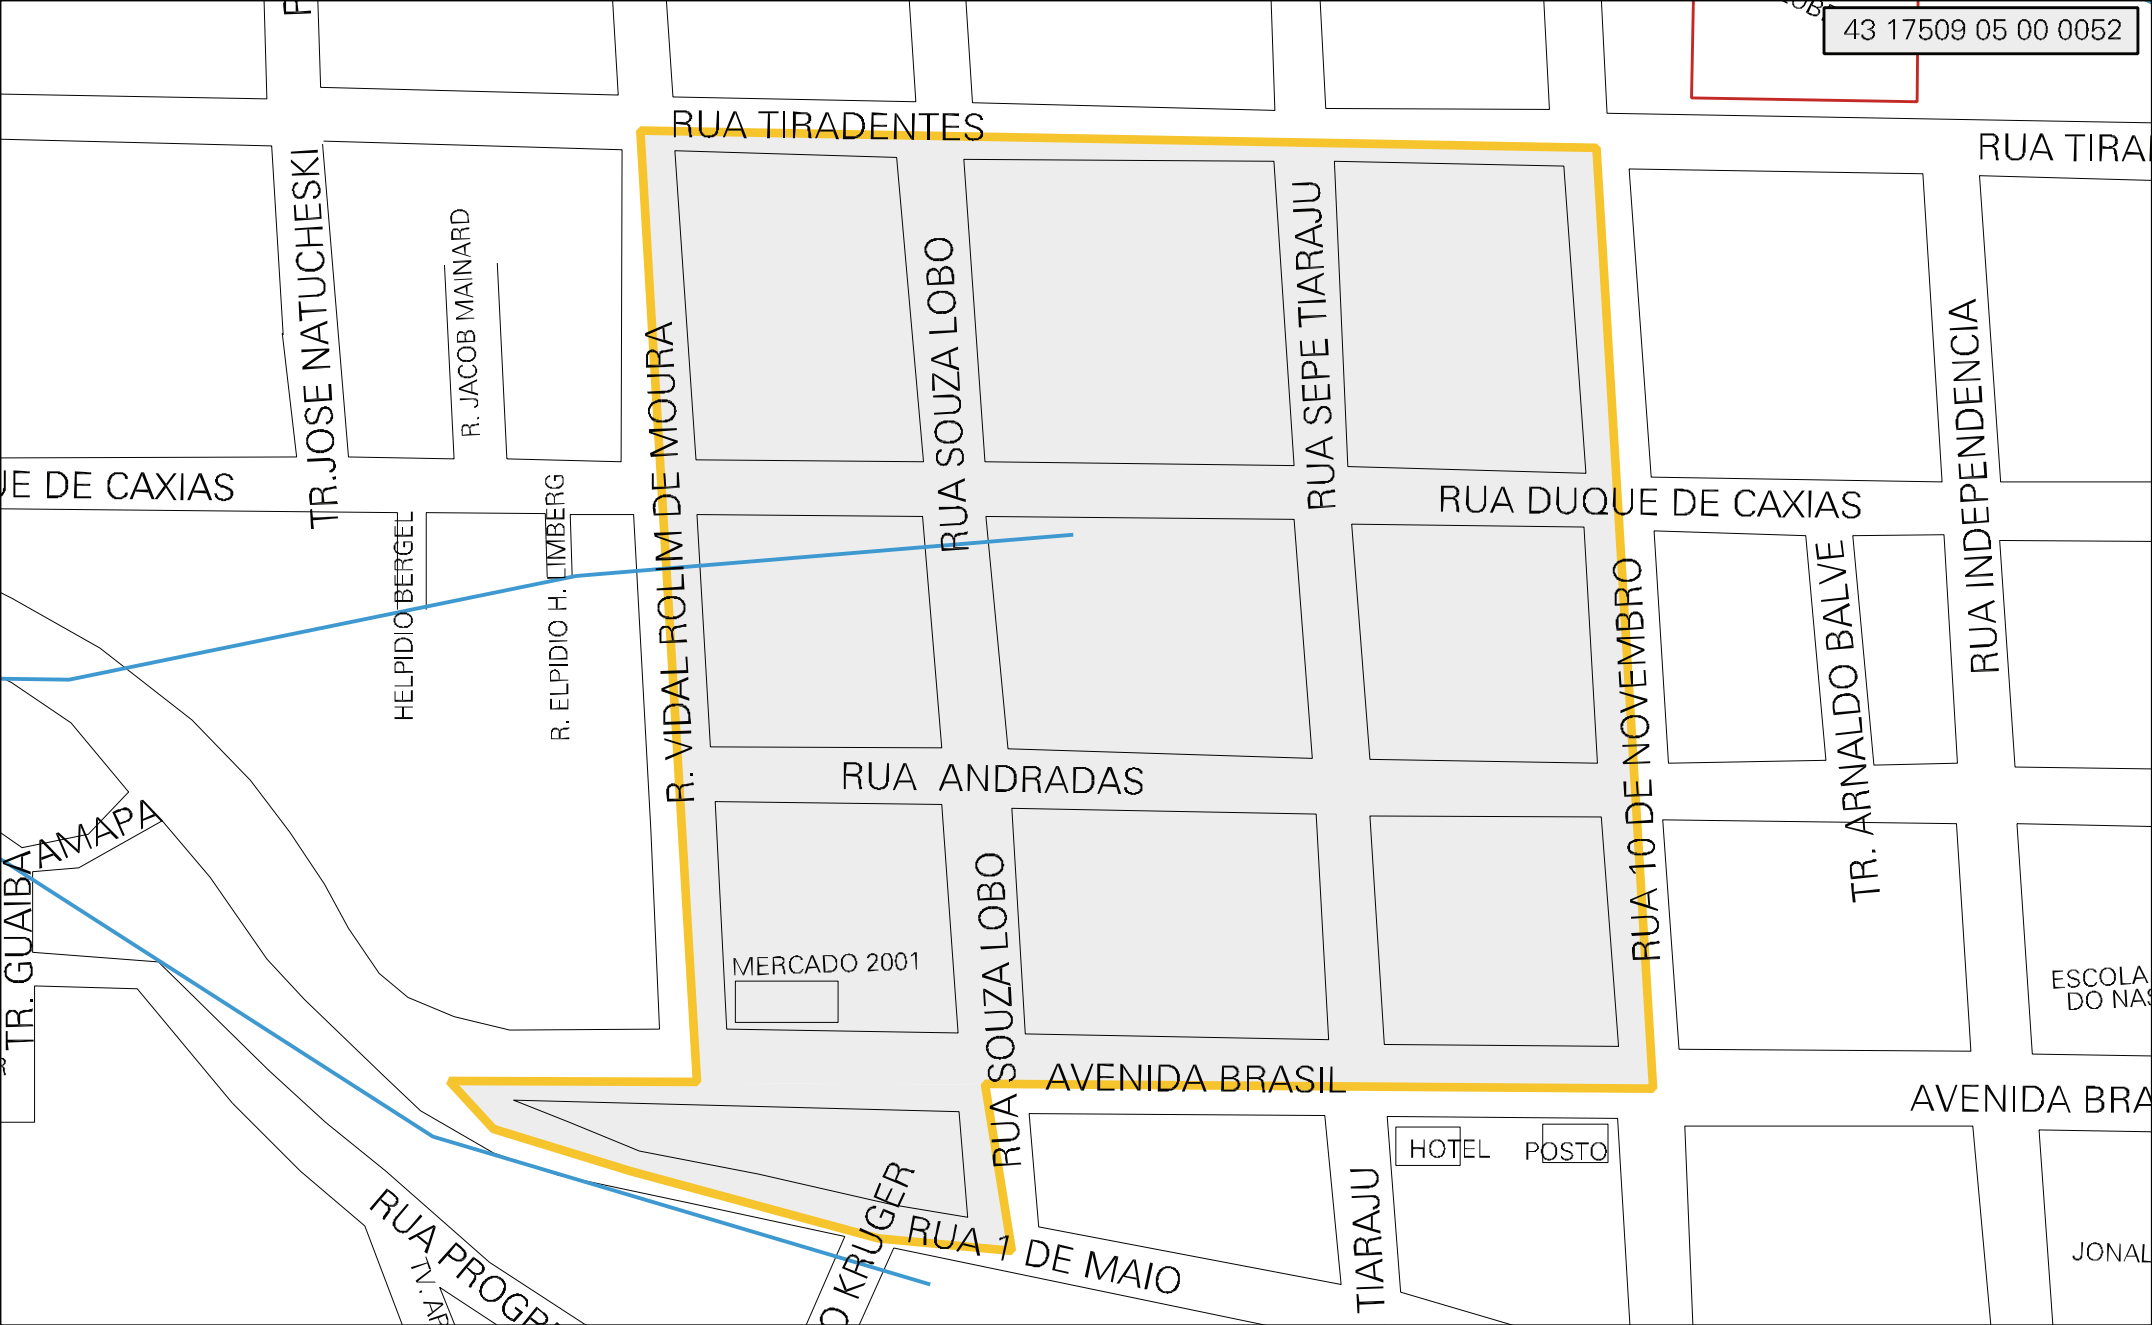 43 17509 05 00 0052
RUA TIRADENTES
RUA TIRA
TR.JOSE NATUCHESKI
R. JACOB MAINARD
R. VIDAL ROLIM DE MOURA
RUA SOUZA LOBO
RUA SEPE TIARAJU
RUA INDEPENDENCIA
UE DE CAXIAS
RUA DUQUE DE CAXIAS
HELPIDIO BERGEL
R. ELPIDIO H. LIMBERG
RUA 10 DE NOVEMBRO
TR. ARNALDO BALVE
RUA ANDRADAS
AMAPA
TR. GUAIBA
RUA SOUZA LOBO
MERCADO 2001
ESCOLA
DO NAS
AVENIDA BRASIL
AVENIDA BRA
HOTEL
POSTO
RUA PROGR
TV. AP
O KRUGER
RUA 1 DE MAIO
TIARAJU
JONAL